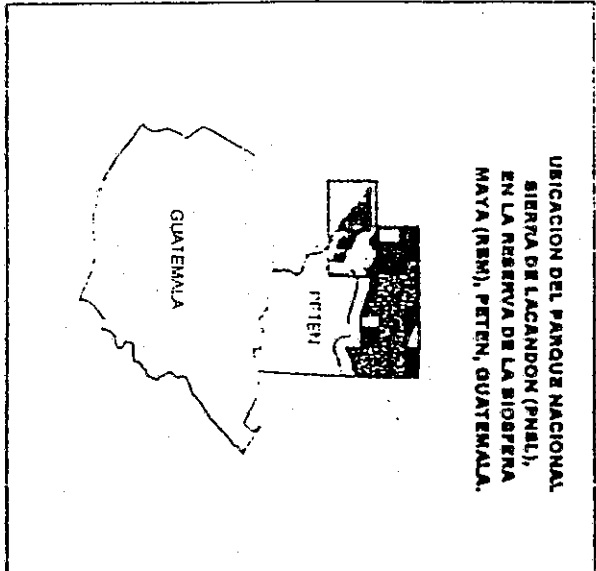 UBICACION DEL PARQUE NACIONAL
SIERRA DE LACANDON (PNSL),
EN LA RESERVA DE LA BIOSFERA
MAYA (RBM), PETEN, GUATEMALA.
PETEN
GUATEMALA